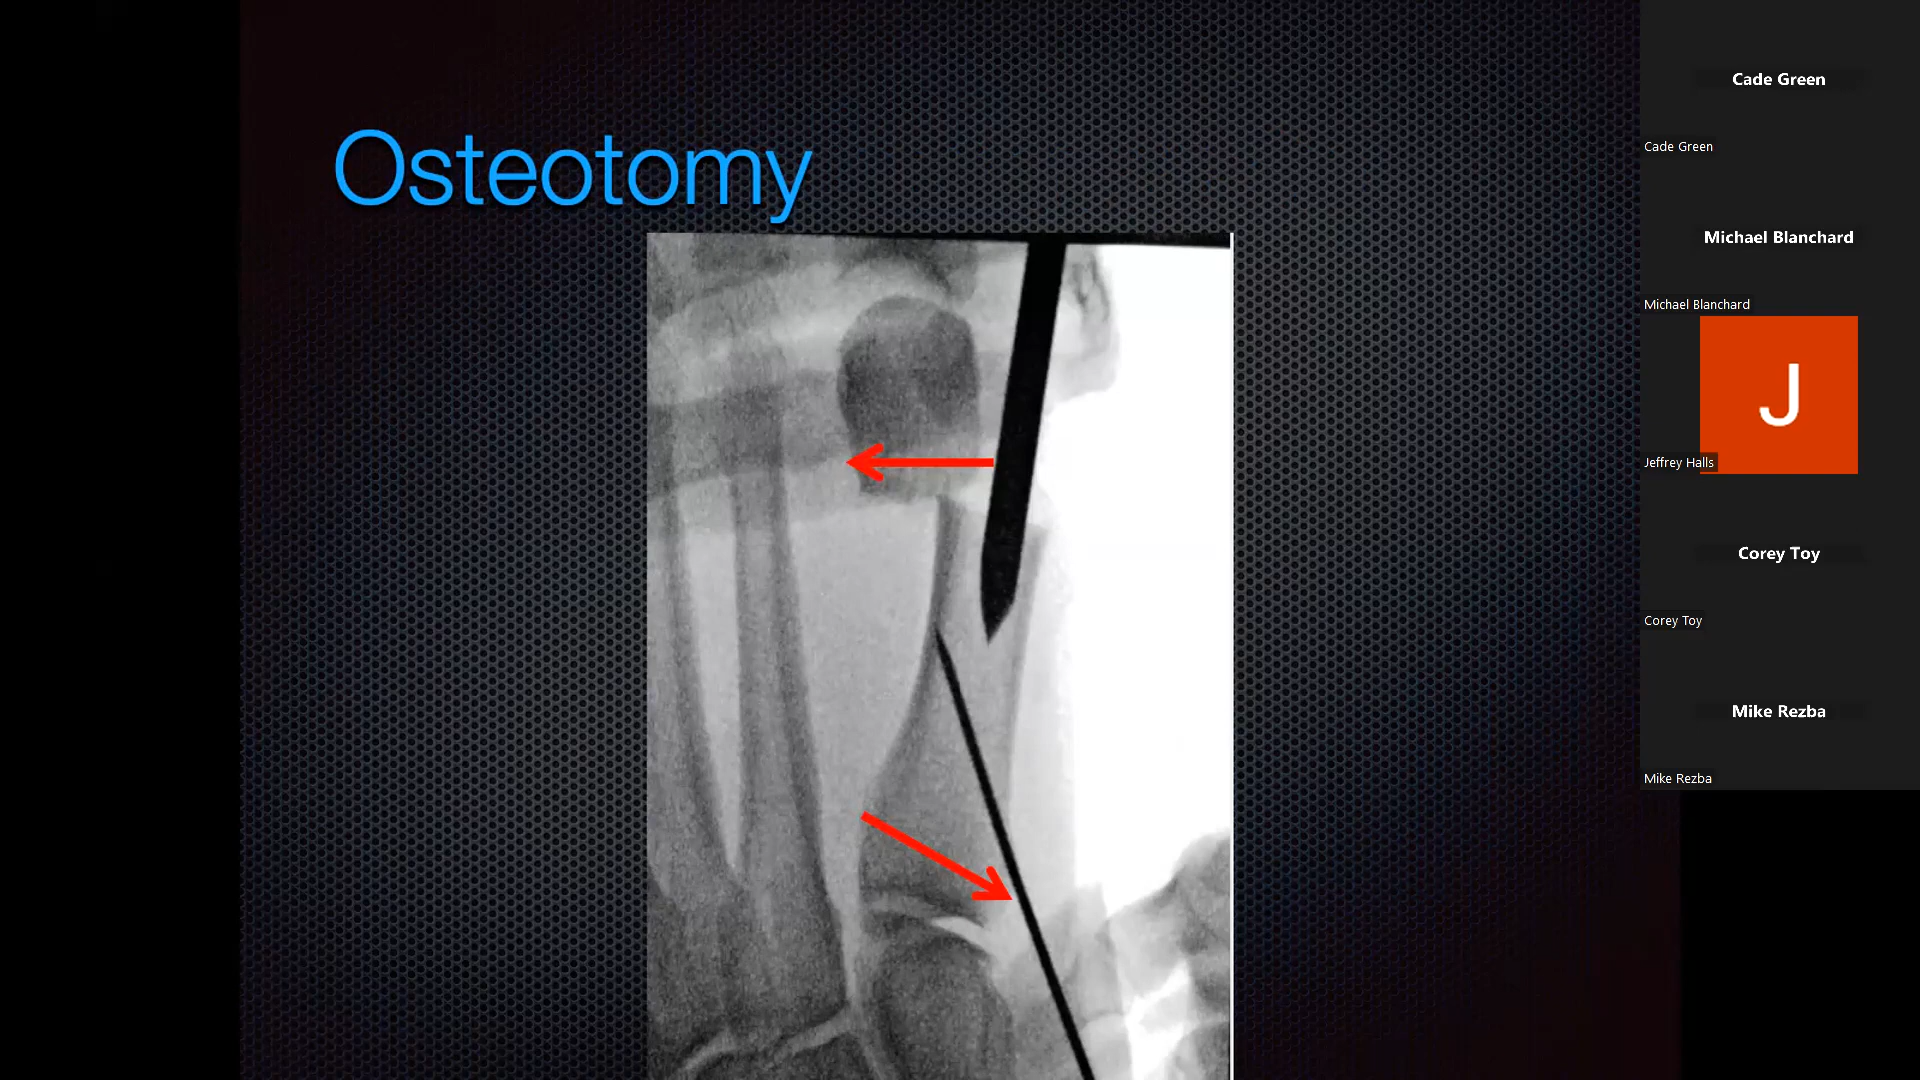 Osteotomy
Cade Green
Cade Green
Michael Blanchard
Michael Blanchard
J
Jeffrey Halls
Corey Toy
Corey Toy
Mike Rezba
Mike Rezba